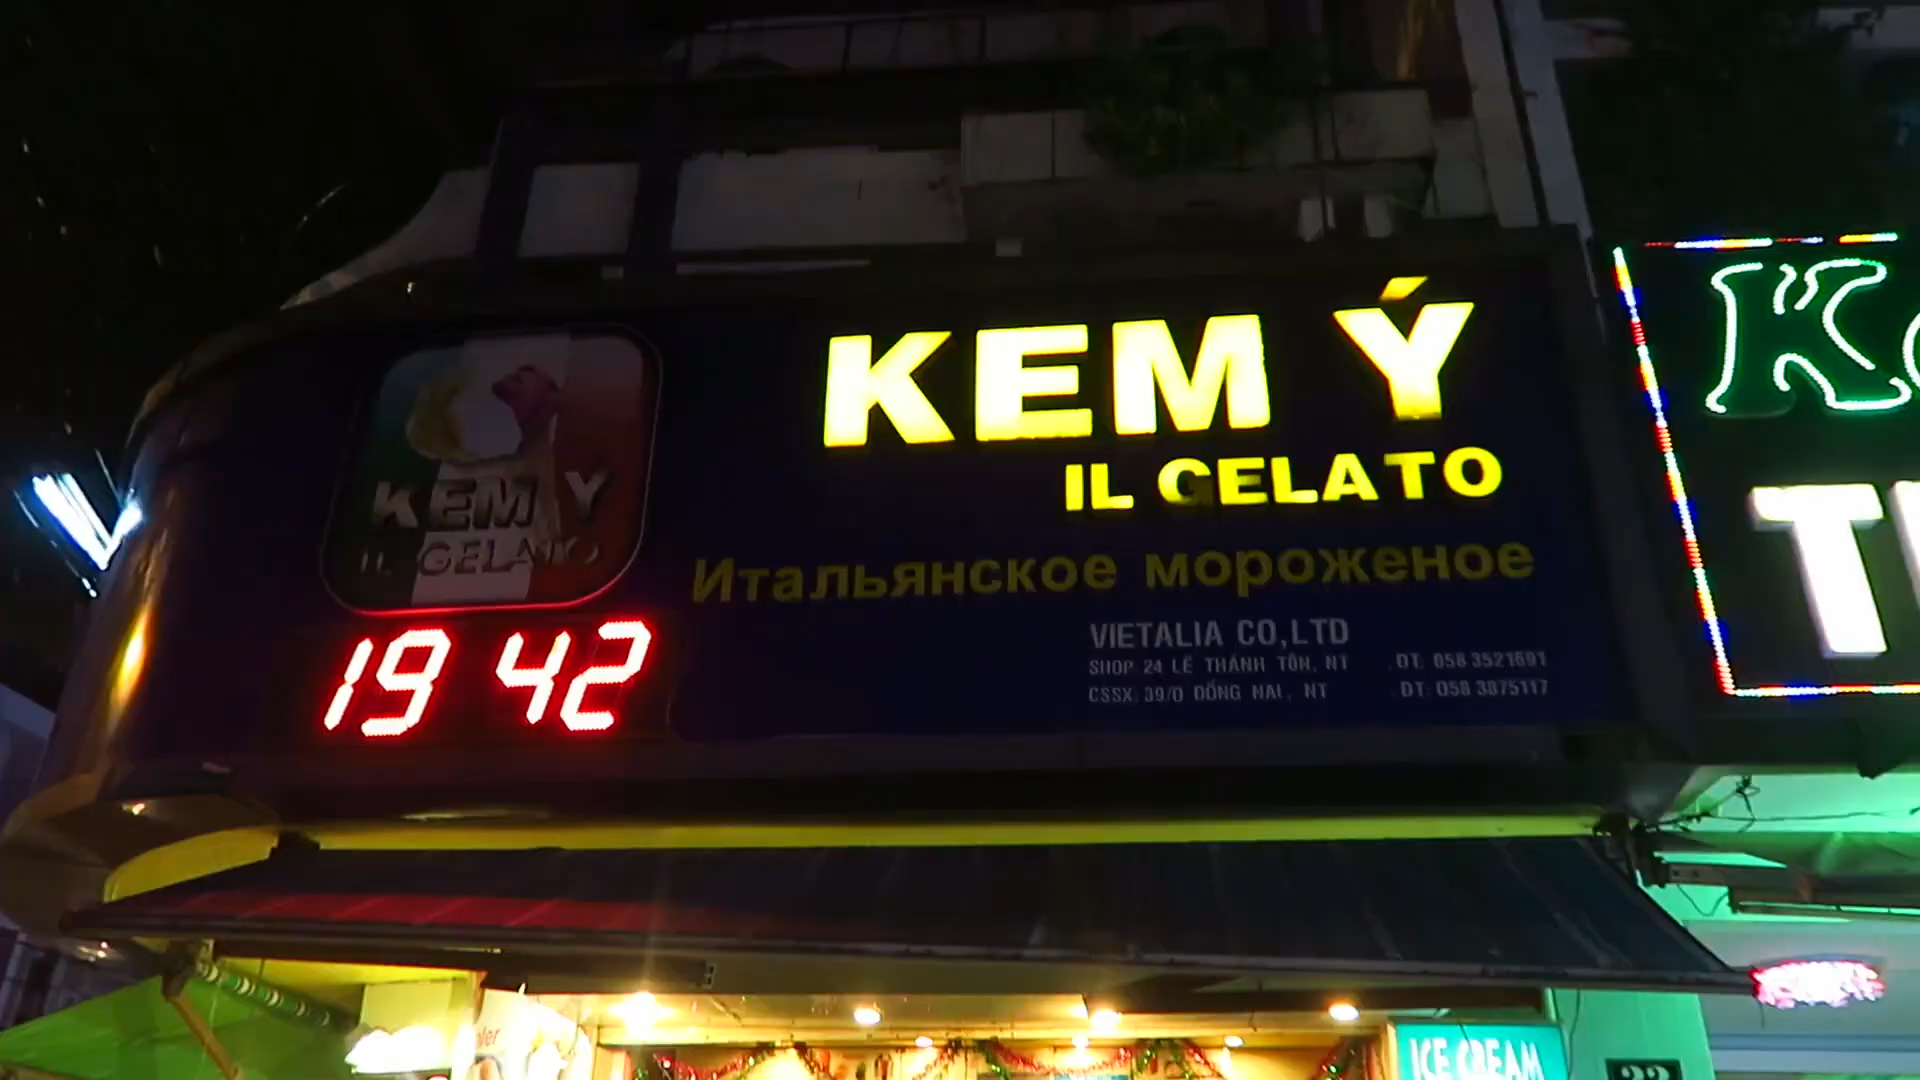 KEM Ý
IL GELATO
KEM Y
IL GELATO
Итальянское мороженое
19 42
VIETALIA CO,LTD
SHOP 24 LÊ THÁNH TÔN, NT . ĐT: 058 3521691
CSSX: 39/0 ĐỒNG NAI, NT . ĐT: 058 3875117
K
T
ICE CREAM